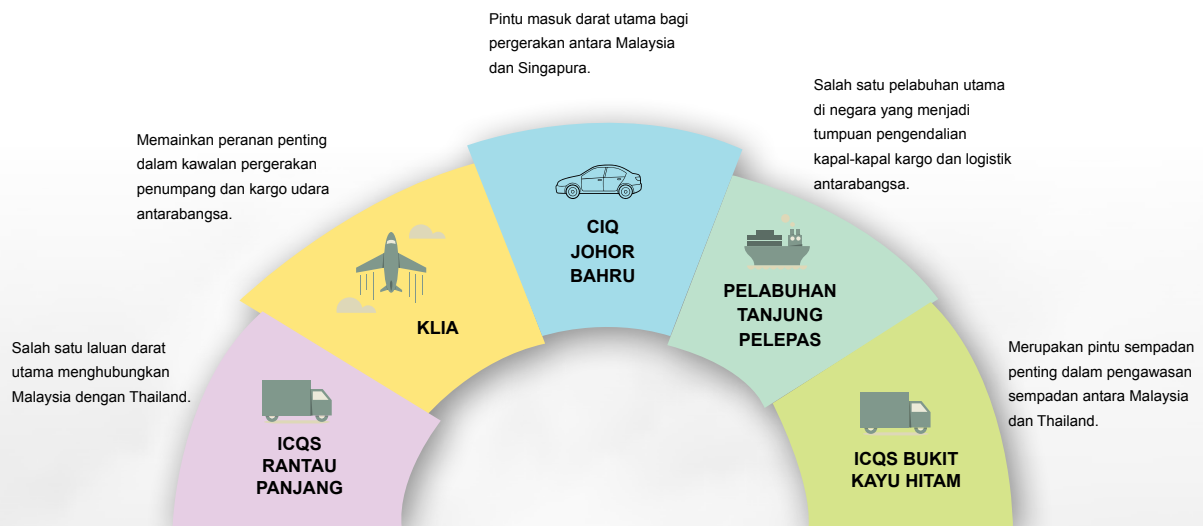 Pintu masuk darat utama bagi
pergerakan antara Malaysia
dan Singapura.
Salah satu pelabuhan utama
di negara yang menjadi
tumpuan pengendalian
kapal-kapal kargo dan logistik
antarabangsa.
Memainkan peranan penting
dalam kawalan pergerakan
penumpang dan kargo udara
antarabangsa.
CIQ
JOHOR
BAHRU
PELABUHAN
TANJUNG
PELEPAS
KLIA
Salah satu laluan darat
utama menghubungkan
Malaysia dengan Thailand.
Merupakan pintu sempadan
penting dalam pengawasan
sempadan antara Malaysia
dan Thailand.
ICQS
RANTAU
PANJANG
ICQS BUKIT
KAYU HITAM